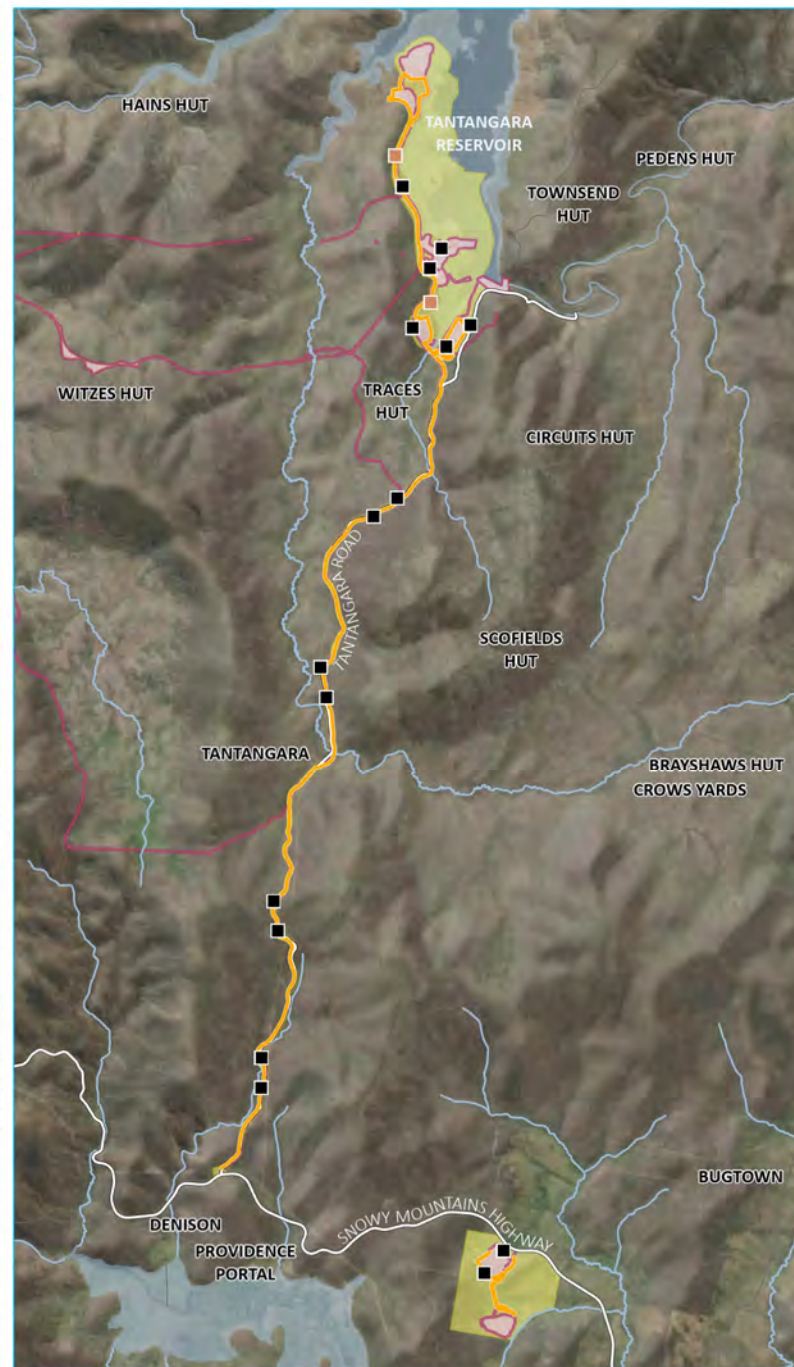 HAINS HUT
TANTANGARA
RESERVOIR
PEDENS HUT
TOWNSEND
HUT
WITZES HUT
TRACES
HUT
CIRCUITS HUT
TANTANGARA ROAD
SCOFIELDS
HUT
TANTANGARA
BRAYSHAWS HUT
CROWS YARDS
BUGTOWN
DENISON
SNOWY MOUNTAINS HIGHWAY
PROVIDENCE
PORTAL